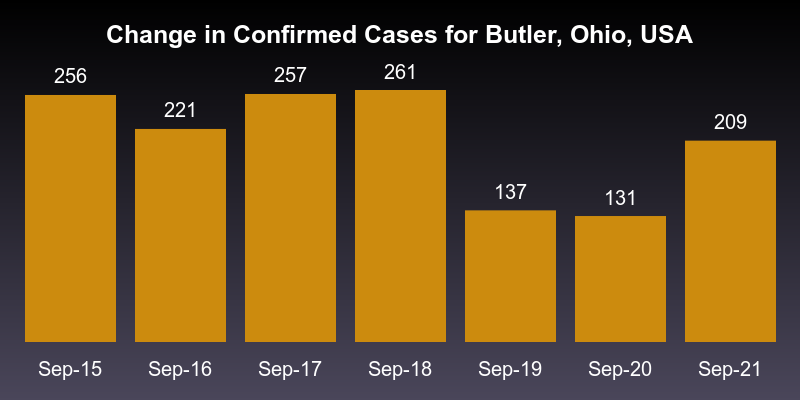 Change in Confirmed Cases for Butler, Ohio, USA
256
221
257
261
137
131
209
Sep-15
Sep-16
Sep-17
Sep-18
Sep-19
Sep-20
Sep-21